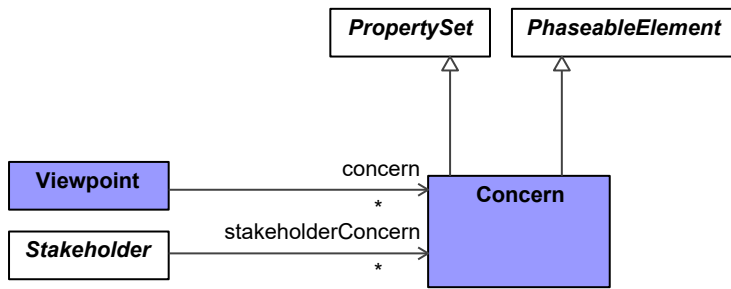 PropertySet
PhaseableElement
Viewpoint
concern
*
Concern
Stakeholder
stakeholderConcern
*